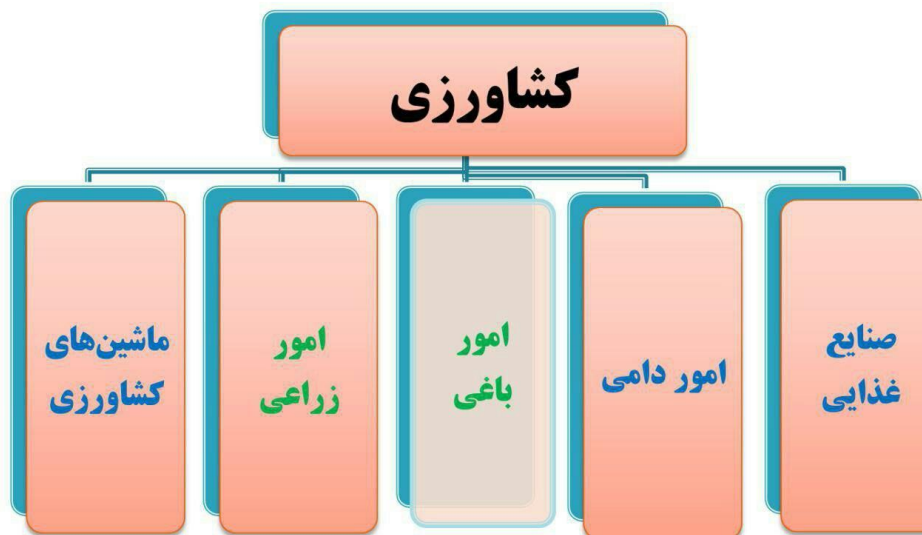 کشاورزی
صنایع
غذایی
امور دامی
امور
باغی
امور
زراعی
ماشین‌های
کشاورزی